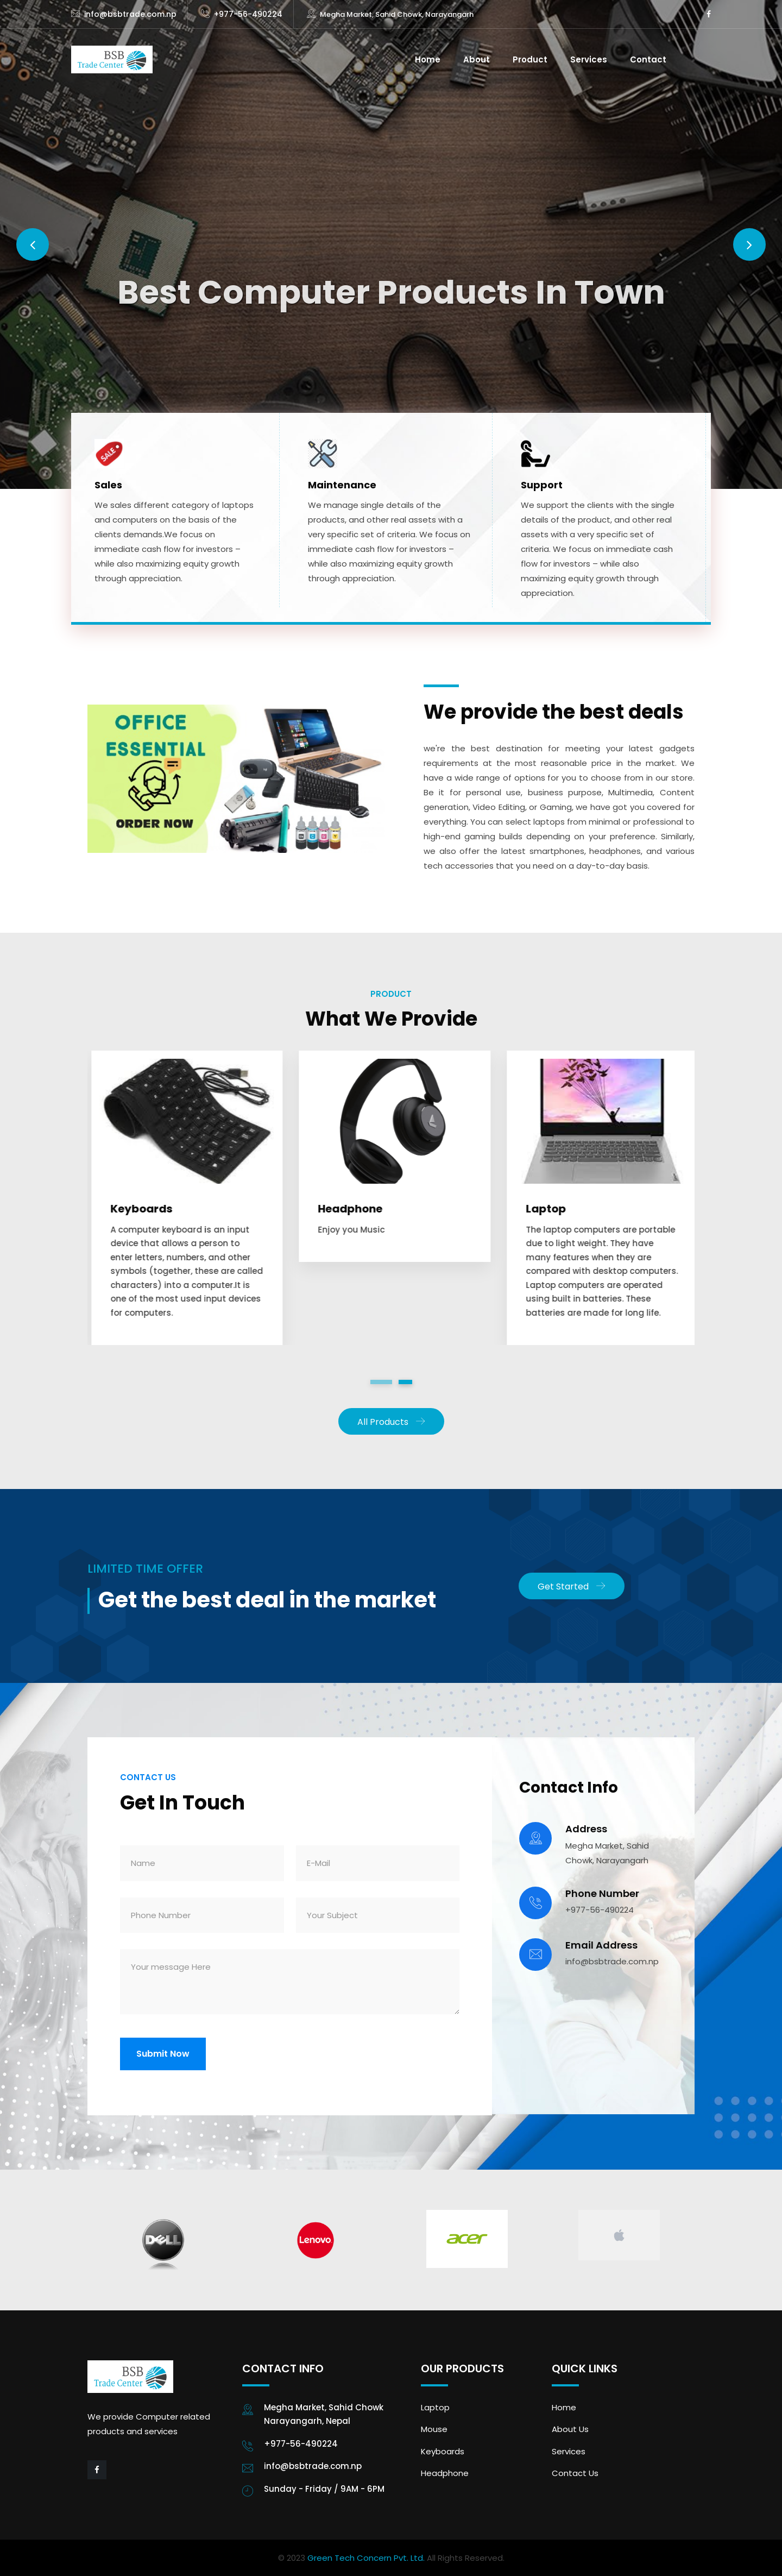 info@bsbtrade.com.np
+977-56-490224
Megha Market, Sahid Chowk, Narayangarh
BSB
Trade Center
Home
About
Product
Services
Contact
Best Computer Products In Town
SALE
Sales
We sales different category of laptops
and computers on the basis of the
clients demands.We focus on
immediate cash flow for investors –
while also maximizing equity growth
through appreciation.
Maintenance
We manage single details of the
products, and other real assets with a
very specific set of criteria. We focus on
immediate cash flow for investors –
while also maximizing equity growth
through appreciation.
Support
We support the clients with the single
details of the product, and other real
assets with a very specific set of
criteria. We focus on immediate cash
flow for investors – while also
maximizing equity growth through
appreciation.
OFFICE
ESSENTIAL
ORDER NOW
We provide the best deals
we're the best destination for meeting your latest gadgets
requirements at the most reasonable price in the market. We
have a wide range of options for you to choose from in our store.
Be it for personal use, business purpose, Multimedia, Content
generation, Video Editing, or Gaming, we have got you covered for
everything. You can select laptops from minimal or professional to
high-end gaming builds depending on your preference. Similarly,
we also offer the latest smartphones, headphones, and various
tech accessories that you need on a day-to-day basis.
PRODUCT
What We Provide
Keyboards
A computer keyboard is an input
device that allows a person to
enter letters, numbers, and other
symbols (together, these are called
characters) into a computer.It is
one of the most used input devices
for computers.
Headphone
Enjoy you Music
Laptop
The laptop computers are portable
due to light weight. They have
many features when they are
compared with desktop computers.
Laptop computers are operated
using built in batteries. These
batteries are made for long life.
All Products
LIMITED TIME OFFER
Get the best deal in the market
Get Started
CONTACT US
Get In Touch
Name
E-Mail
Phone Number
Your Subject
Your message Here
Submit Now
Contact Info
Address
Megha Market, Sahid
Chowk, Narayangarh
Phone Number
+977-56-490224
Email Address
info@bsbtrade.com.np
DELL
Lenovo
acer
BSB
Trade Center
We provide Computer related
products and services
CONTACT INFO
Megha Market, Sahid Chowk
Narayangarh, Nepal
+977-56-490224
info@bsbtrade.com.np
Sunday - Friday / 9AM - 6PM
OUR PRODUCTS
Laptop
Mouse
Keyboards
Headphone
QUICK LINKS
Home
About Us
Services
Contact Us
© 2023 Green Tech Concern Pvt. Ltd. All Rights Reserved.